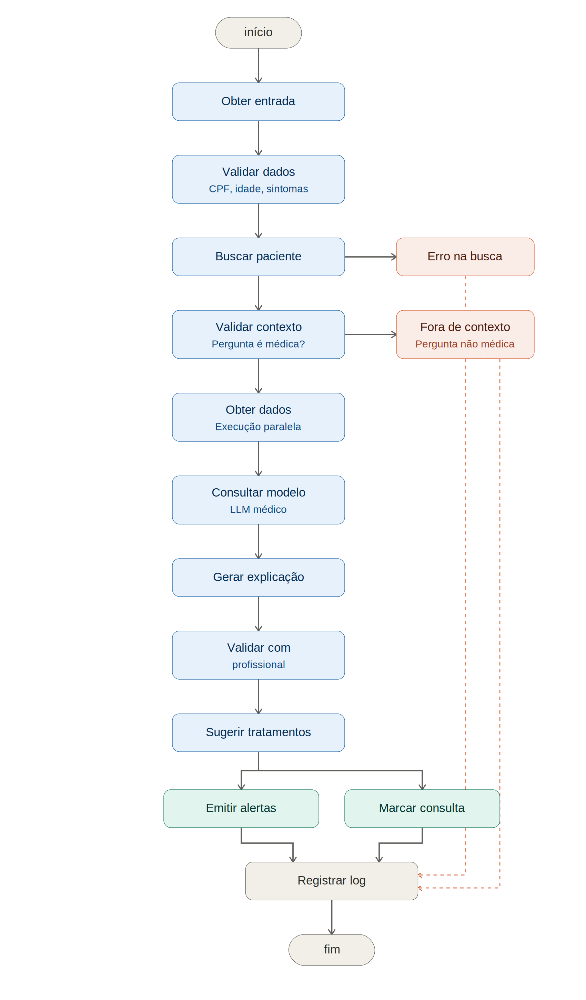 início
Obter entrada
Validar dados
CPF, idade, sintomas
Buscar paciente
Erro na busca
Validar contexto
Pergunta é médica?
Fora de contexto
Pergunta não médica
Obter dados
Execução paralela
Consultar modelo
LLM médico
Gerar explicação
Validar com
profissional
Sugerir tratamentos
Emitir alertas
Marcar consulta
Registrar log
fim